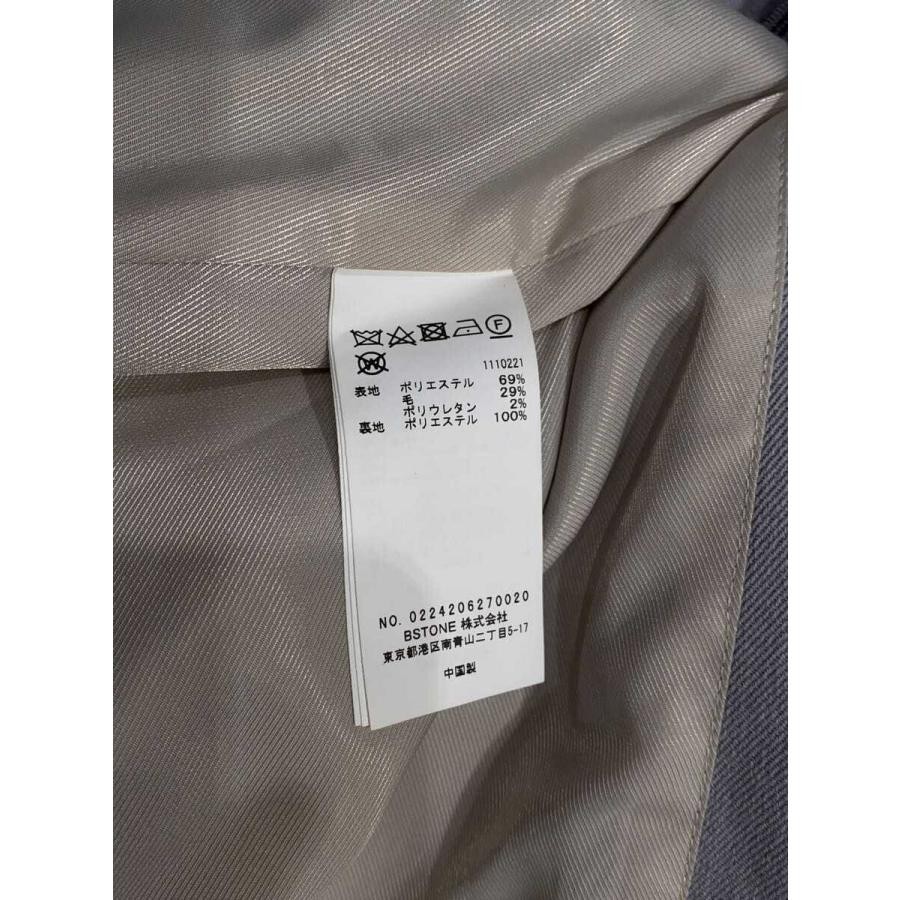 F
W
1110221
表地 ポリエステル 69%
毛 29%
ポリウレタン 2%
裏地 ポリエステル 100%
NO. 0224206270020
BSTONE 株式会社
東京都港区南青山二丁目5-17
中国製